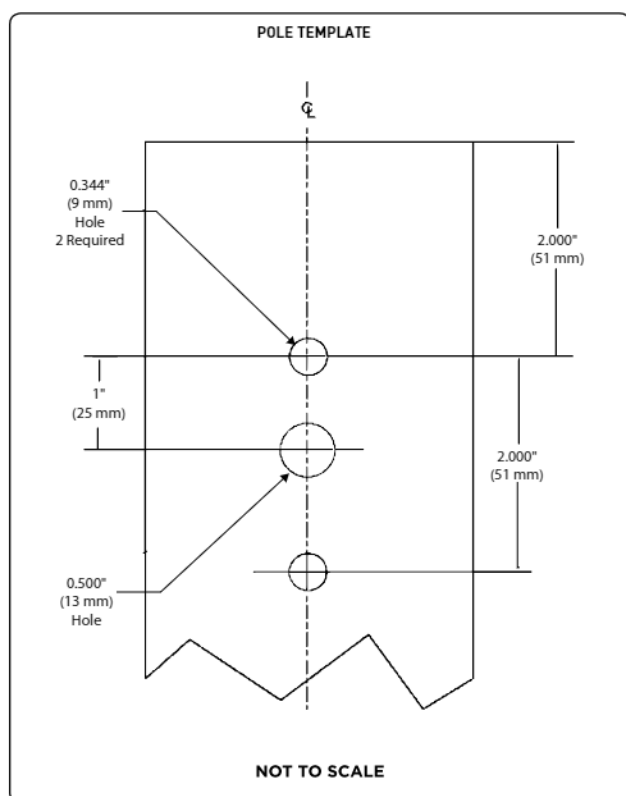 POLE TEMPLATE
℄
0.344"
(9 mm)
Hole
2 Required
2.000"
(51 mm)
1"
(25 mm)
2.000"
(51 mm)
0.500"
(13 mm)
Hole
NOT TO SCALE